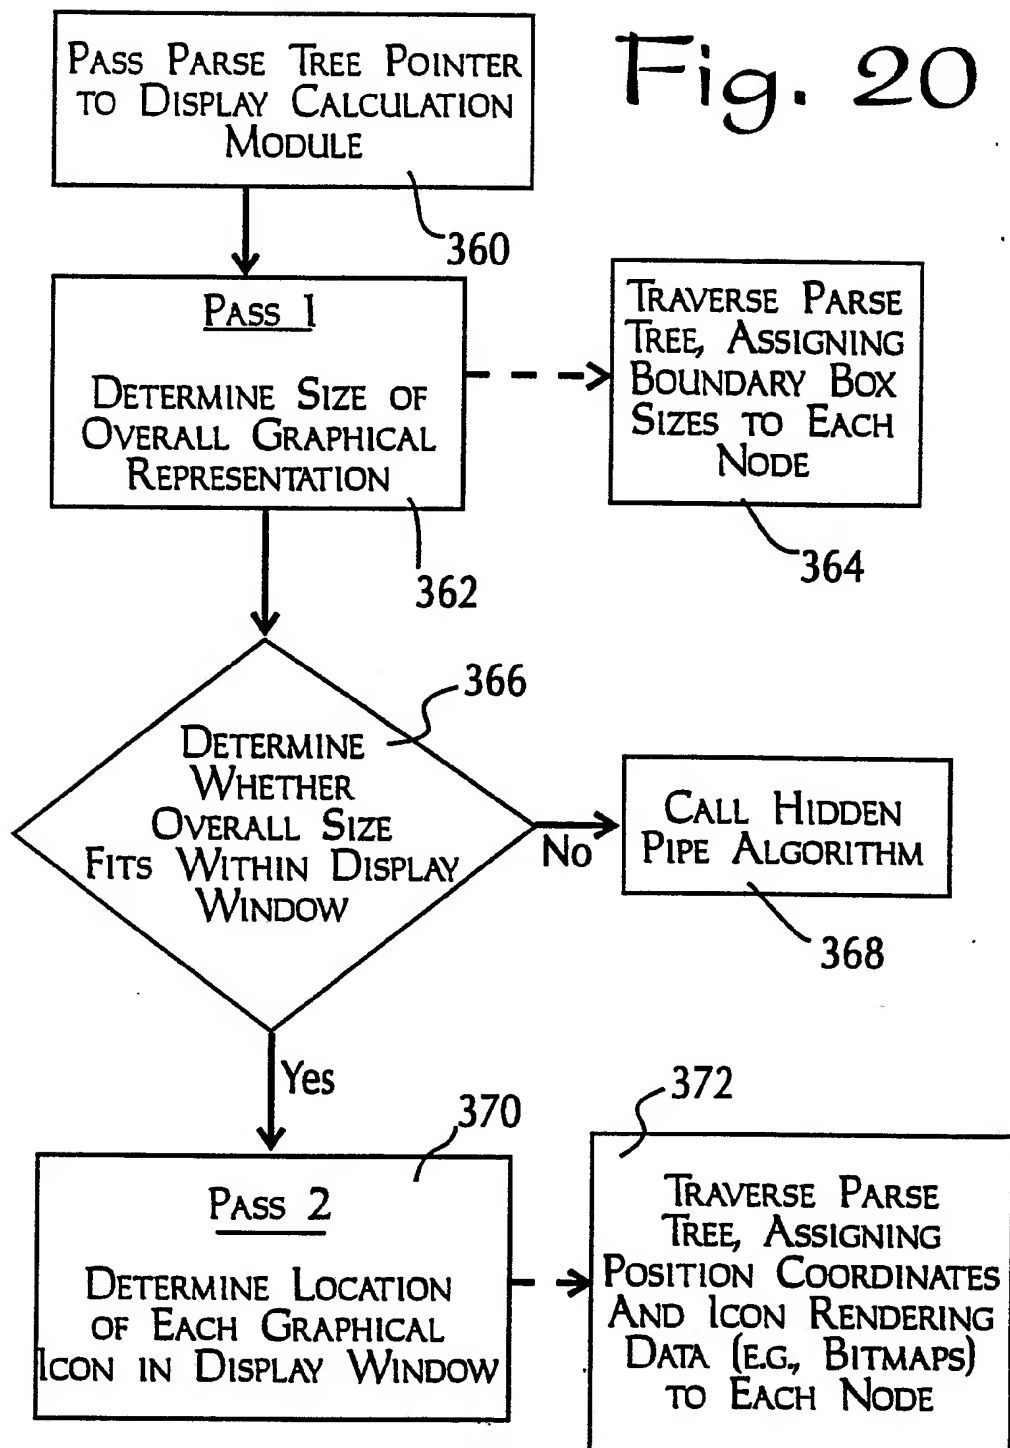 Fig. 20
PASS PARSE TREE POINTER
TO DISPLAY CALCULATION
MODULE
360
PASS 1
DETERMINE SIZE OF
OVERALL GRAPHICAL
REPRESENTATION
362
TRAVERSE PARSE
TREE, ASSIGNING
BOUNDARY BOX
SIZES TO EACH
NODE
364
366
DETERMINE
WHETHER
OVERALL SIZE
FITS WITHIN DISPLAY
WINDOW
No
CALL HIDDEN
PIPE ALGORITHM
368
Yes
370
PASS 2
DETERMINE LOCATION
OF EACH GRAPHICAL
ICON IN DISPLAY WINDOW
372
TRAVERSE PARSE
TREE, ASSIGNING
POSITION COORDINATES
AND ICON RENDERING
DATA (E.G., BITMAPS)
TO EACH NODE